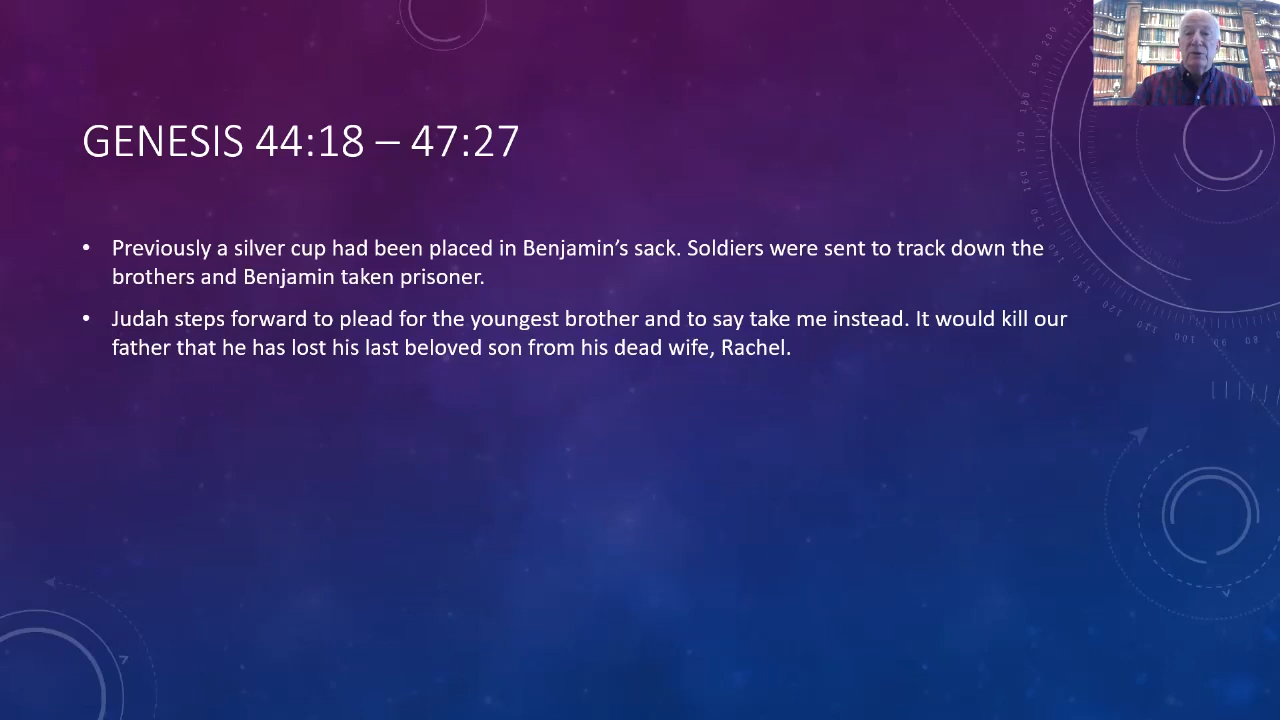 GENESIS 44:18 – 47:27
• Previously a silver cup had been placed in Benjamin’s sack. Soldiers were sent to track down the
brothers and Benjamin taken prisoner.
• Judah steps forward to plead for the youngest brother and to say take me instead. It would kill our
father that he has lost his last beloved son from his dead wife, Rachel.